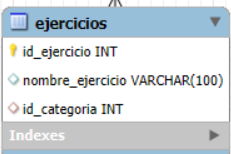 ejercicios
id_ejercicio INT
nombre_ejercicio VARCHAR(100)
id_categoria INT
Indexes